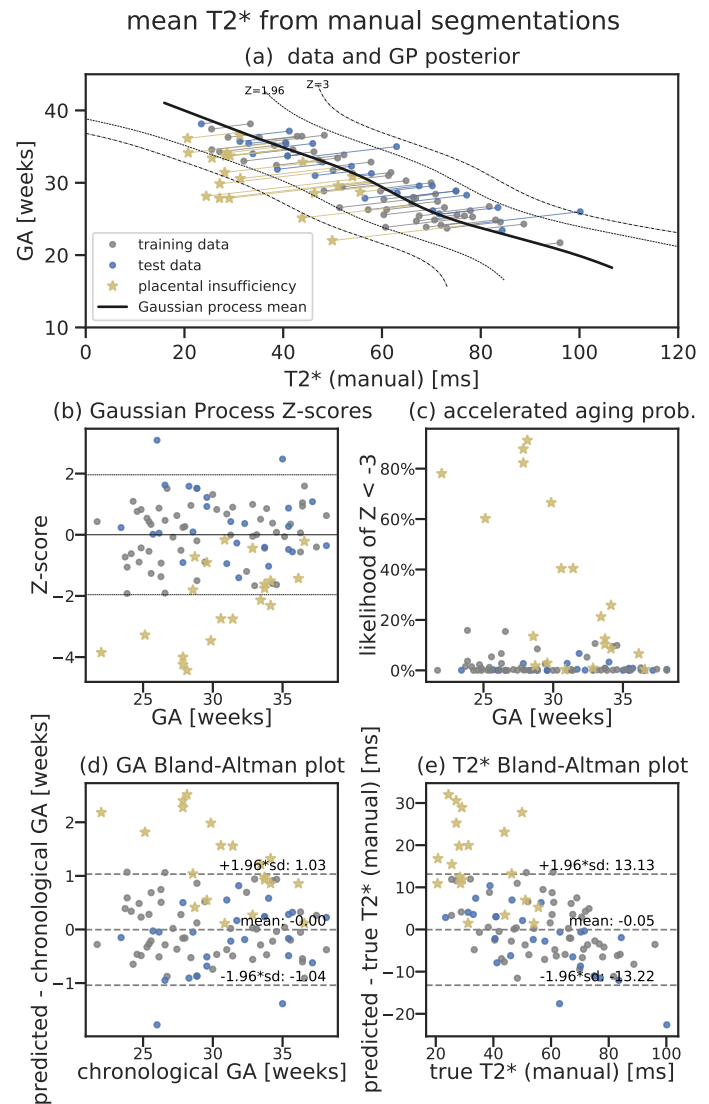 mean T2* from manual segmentations
(a)  data and GP posterior
Z=1.96
Z=3
40
30
20
10
GA [weeks]
training data
test data
placental insufficiency
Gaussian process mean
0
20
40
60
80
100
120
T2* (manual) [ms]
(b) Gaussian Process Z-scores
2
0
−2
−4
Z-score
25
30
35
GA [weeks]
(c) accelerated aging prob.
80%
60%
40%
20%
0%
likelihood of Z < -3
25
30
35
GA [weeks]
(d) GA Bland-Altman plot
2
1
0
−1
predicted - chronological GA [weeks]
+1.96*sd: 1.03
mean: -0.00
-1.96*sd: -1.04
25
30
35
chronological GA [weeks]
(e) T2* Bland-Altman plot
30
20
10
0
−10
−20
predicted - true T2* (manual) [ms]
+1.96*sd: 13.13
mean: -0.05
-1.96*sd: -13.22
20
40
60
80
100
true T2* (manual) [ms]